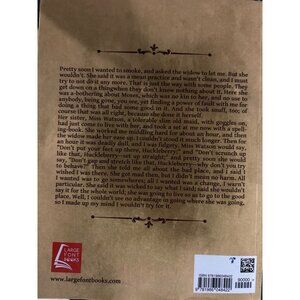 Pretty soon I wanted to smoke, and asked the widow to let me. But she
wouldn't. She said it was a mean practice and wasn't clean, and I must
try to not do it any more. That is just the way with some people. They
get down on a thing when they don't know nothing about it. Here she
was a-bothering about Moses, which was no kin to her, and no use to
anybody, being gone, you see, yet finding a power of fault with me for
doing a thing that had some good in it. And she took snuff, too; of
course that was all right, because she done it herself.
Her sister, Miss Watson, a tolerable slim old maid, with goggles on,
had just come to live with her, and took a set at me now with a spell-
ing-book. She worked me middling hard for about an hour, and then
the widow made her ease up. I couldn't stood it much longer. Then for
an hour it was deadly dull, and I was fidgety. Miss Watson would say,
"Don't put your feet up there, Huckleberry;" and "Don't scrunch up
like that, Huckleberry—set up straight;" and pretty soon she would
say, "Don't gap and stretch like that, Huckleberry—why don't you try
to behave?" Then she told me all about the bad place, and I said I
wished I was there. She got mad then, but I didn't mean no harm. All
I wanted was to go somewheres; all I wanted was a change, I warn't
particular. She said it was wicked to say what I said; said she wouldn't
say it for the whole world; she was going to live so as to go to the good
place. Well, I couldn't see no advantage in going where she was going,
so I made up my mind I wouldn't try for it.
LARGE
FONT
BOOKS
www.largefontbooks.com
90000